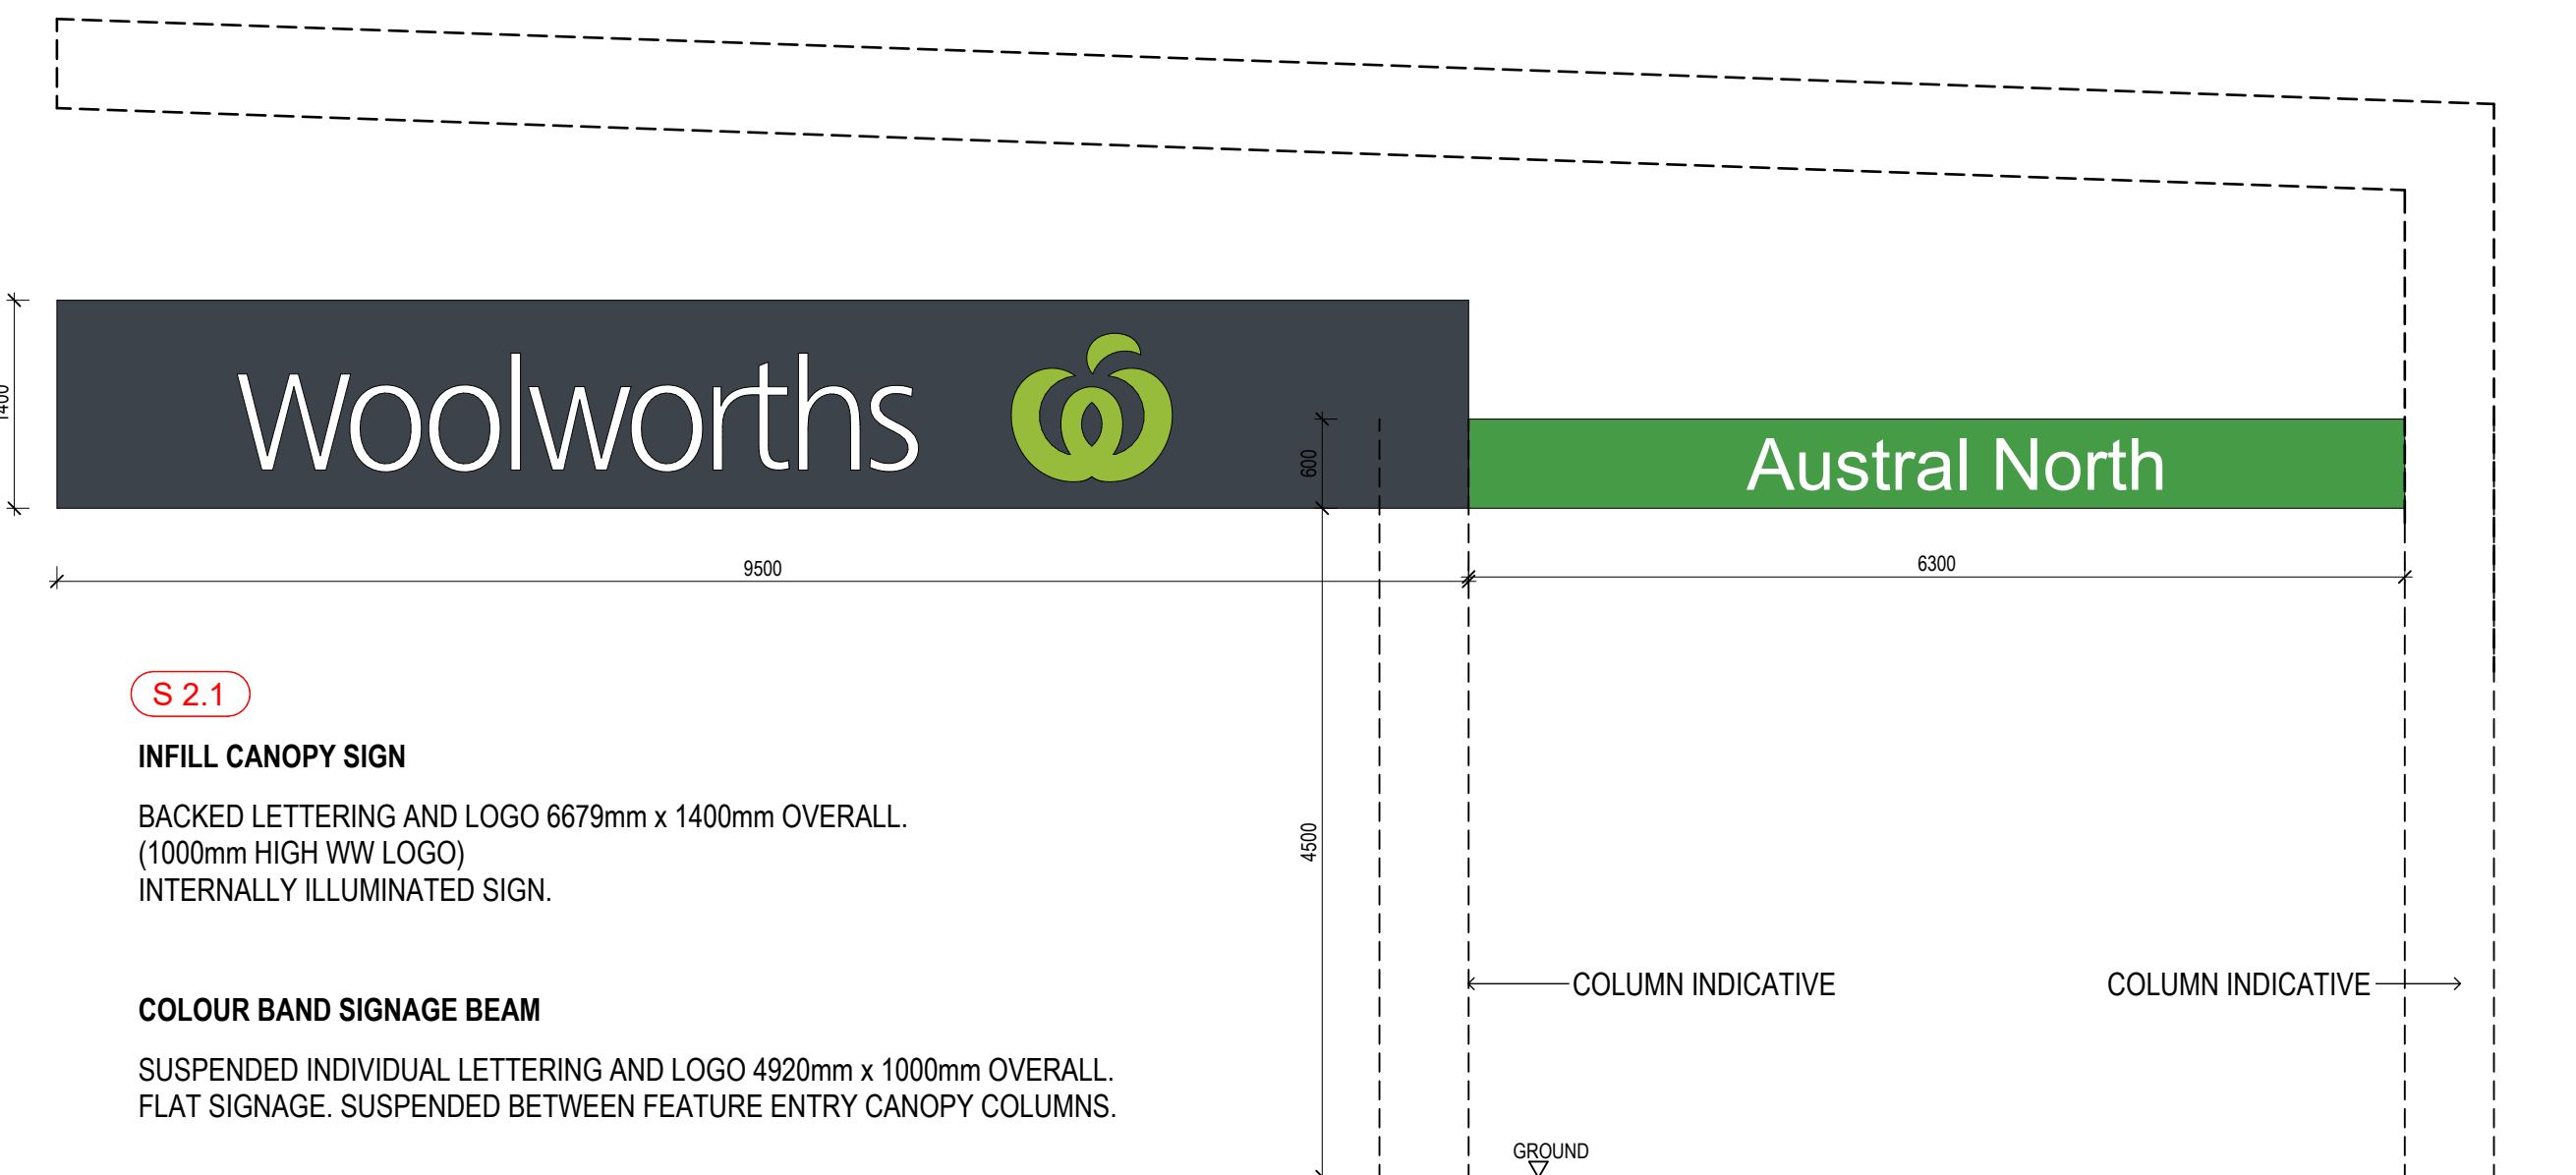 1400
Woolworths
600
Austral North
9500
6300
S 2.1
INFILL CANOPY SIGN
BACKED LETTERING AND LOGO 6679mm x 1400mm OVERALL.
(1000mm HIGH WW LOGO)
INTERNALLY ILLUMINATED SIGN.
4500
COLUMN INDICATIVE
COLUMN INDICATIVE
COLOUR BAND SIGNAGE BEAM
SUSPENDED INDIVIDUAL LETTERING AND LOGO 4920mm x 1000mm OVERALL.
FLAT SIGNAGE. SUSPENDED BETWEEN FEATURE ENTRY CANOPY COLUMNS.
GROUND